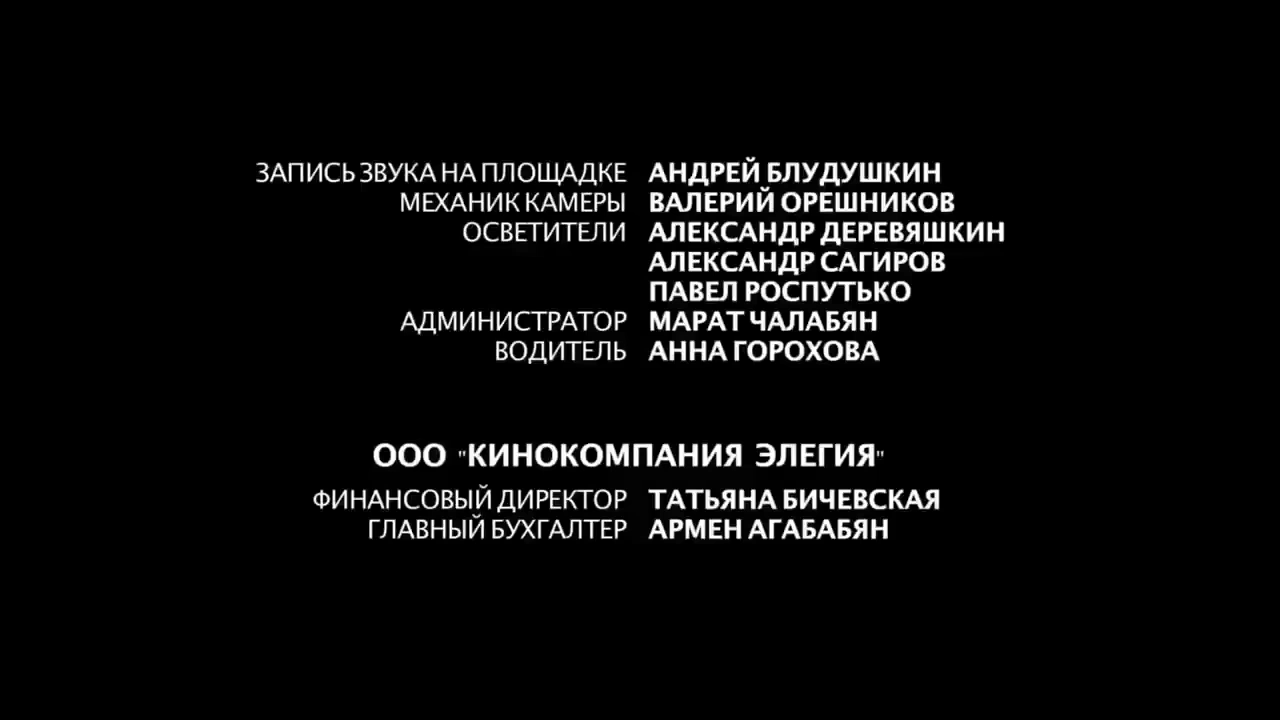 ЗАПИСЬ ЗВУКА НА ПЛОЩАДКЕ АНДРЕЙ БЛУДУШКИН
МЕХАНИК КАМЕРЫ ВАЛЕРИЙ ОРЕШНИКОВ
ОСВЕТИТЕЛИ АЛЕКСАНДР ДЕРЕВЯШКИН
АЛЕКСАНДР САГИРОВ
ПАВЕЛ РОСПУТЬКО
АДМИНИСТРАТОР МАРАТ ЧАЛАБЯН
ВОДИТЕЛЬ АННА ГОРОХОВА
ООО "КИНОКОМПАНИЯ ЭЛЕГИЯ"
ФИНАНСОВЫЙ ДИРЕКТОР ТАТЬЯНА БИЧЕВСКАЯ
ГЛАВНЫЙ БУХГАЛТЕР АРМЕН АГАБАБЯН